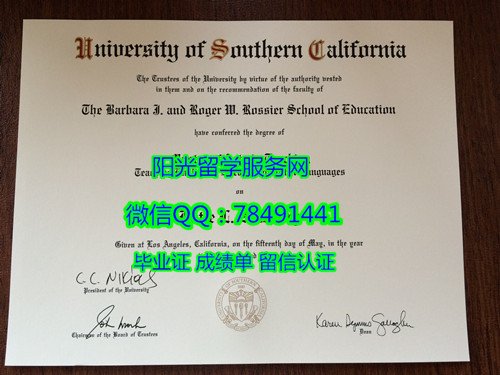 University of Southern California
The Trustees of the University by virtue of the authority vested
in them and on the recommendation of the faculty of
The Barbara J. and Roger W. Rossier School of Education
have conferred the degree of
阳光留学服务网
Languages
on
微信QQ：78491441
Given at Los Angeles, California, on the fifteenth day of May, in the year
毕业证 成绩单 留信认证
C. L. Nikias
President of the University
Chairman of the Board of Trustees
Dean